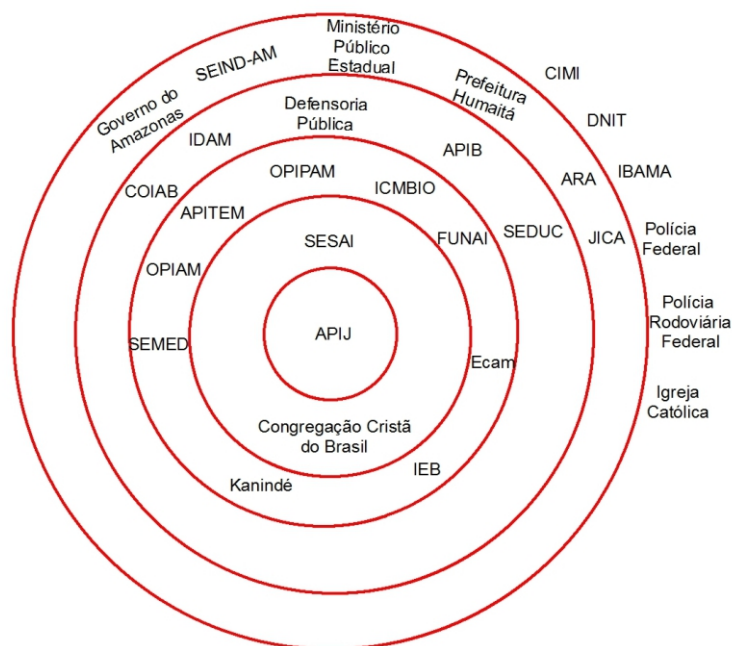 Ministério
Público
Estadual
SEIND-AM
Prefeitura
Humaitá
CIMI
Governo do
Amazonas
Defensoria
Pública
DNIT
IDAM
APIB
OPIPAM
ICMBIO
ARA
IBAMA
COIAB
APITEM
SESAI
FUNAI
SEDUC
JICA
Polícia
Federal
OPIAM
SEMED
APIJ
Polícia
Rodoviária
Federal
Ecam
Igreja
Católica
Congregação Cristã
do Brasil
Kanindé
IEB